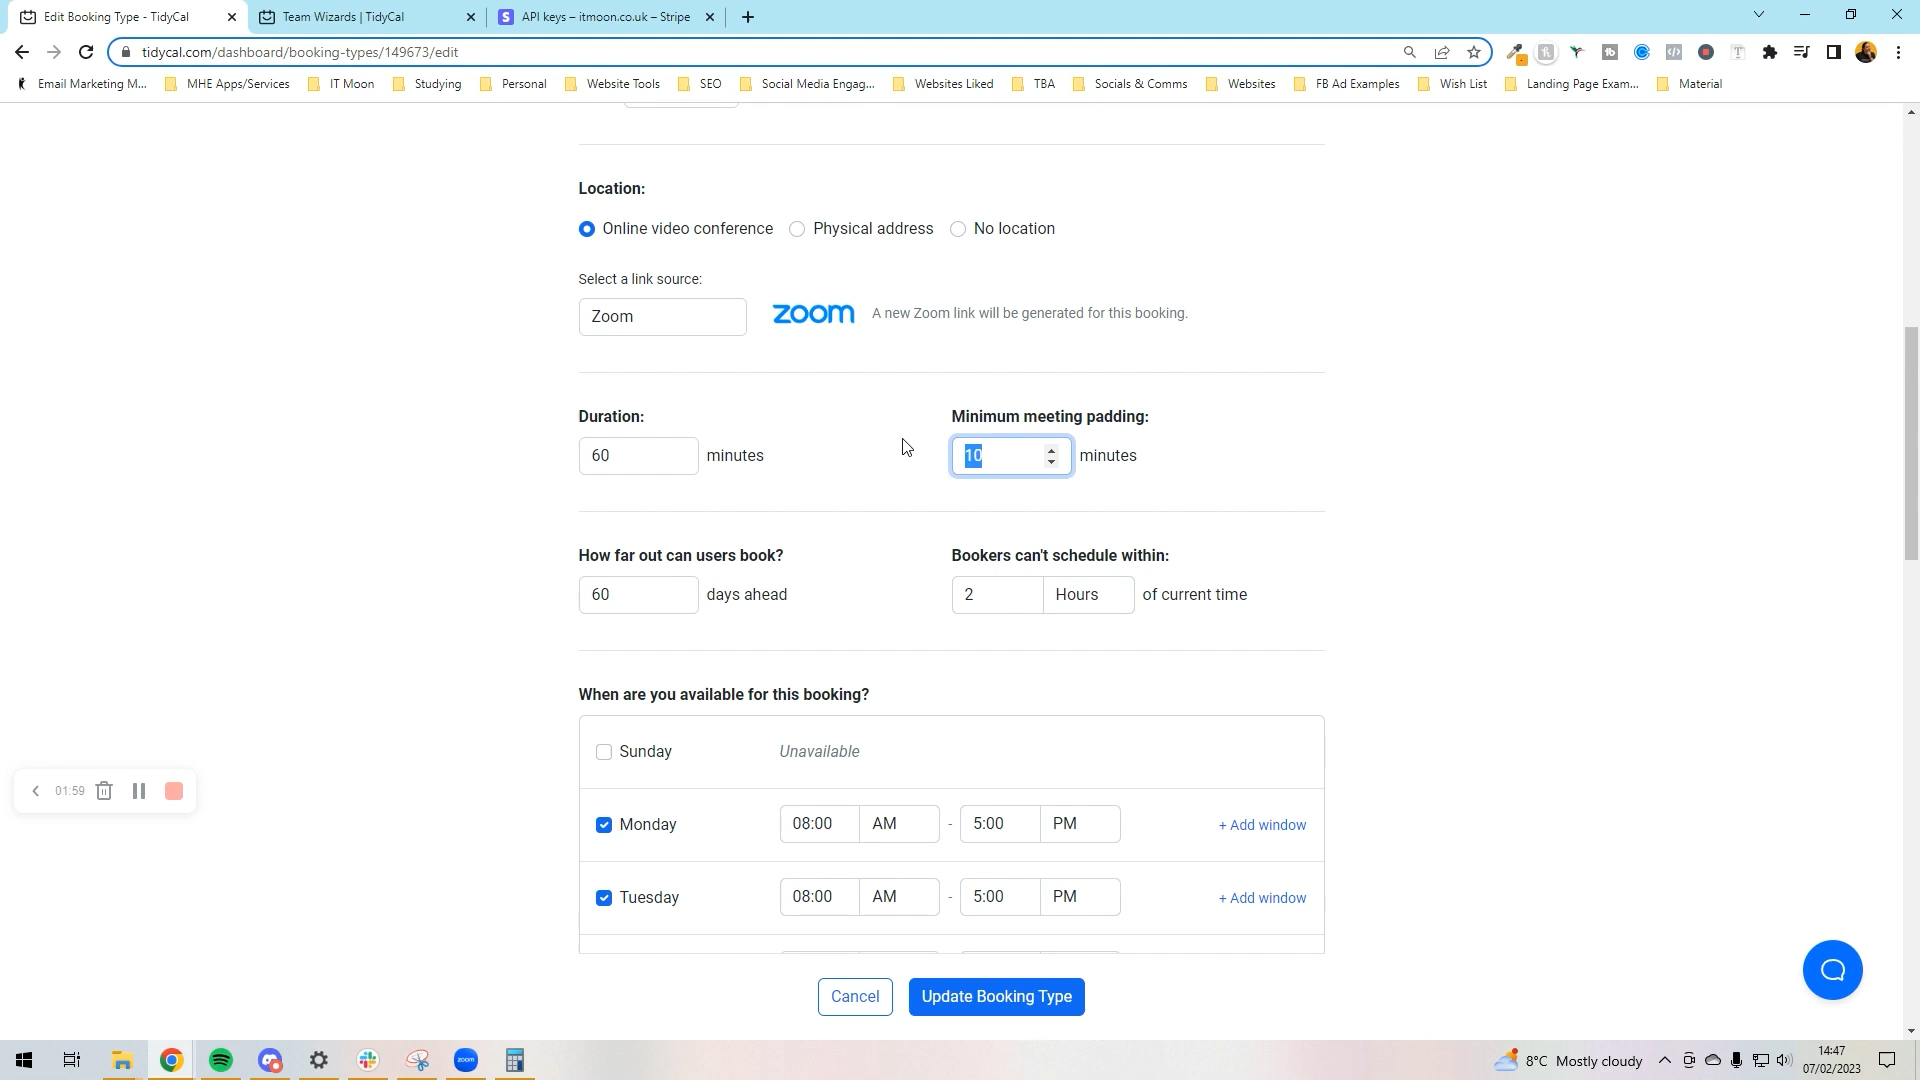 Edit Booking Type - TidyCal
Team Wizards | TidyCal
API keys – itmoon.co.uk – Stripe
tidycal.com/dashboard/booking-types/149673/edit
Email Marketing M...
MHE Apps/Services
IT Moon
Studying
Personal
Website Tools
SEO
Social Media Engag...
Websites Liked
TBA
Socials & Comms
Websites
FB Ad Examples
Wish List
Landing Page Exam...
Material
Location:
Online video conference
Physical address
No location
Select a link source:
Zoom
zoom
A new Zoom link will be generated for this booking.
Duration:
Minimum meeting padding:
60 minutes
10 minutes
How far out can users book?
Bookers can't schedule within:
60 days ahead
2 Hours of current time
When are you available for this booking?
Sunday Unavailable
Monday 08:00 AM - 5:00 PM + Add window
01:59
Tuesday 08:00 AM - 5:00 PM + Add window
Cancel
Update Booking Type
8°C Mostly cloudy
14:47
07/02/2023